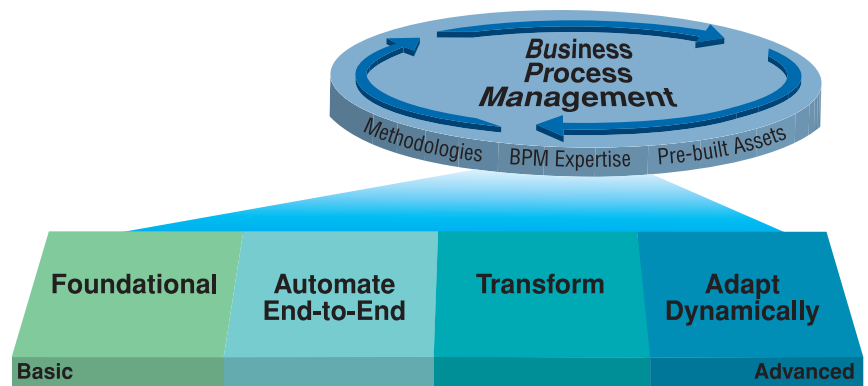 Business
Process
Management
Methodologies
BPM Expertise
Pre-built Assets
Foundational
Automate
End-to-End
Transform
Adapt
Dynamically
Basic
Advanced